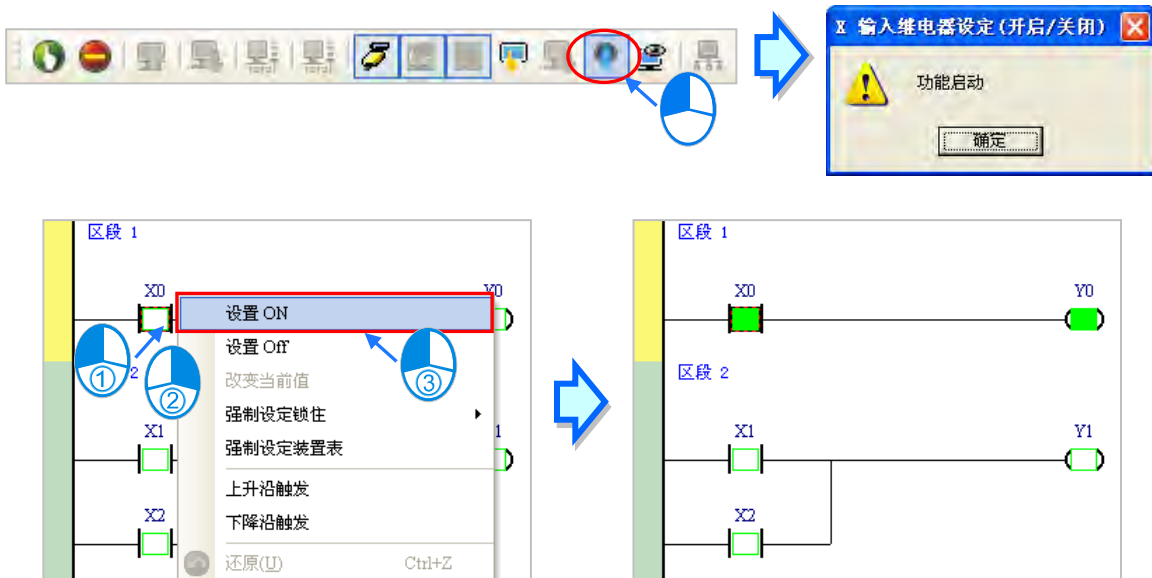 X 输入继电器设定(开启/关闭)
功能启动
确定
区段 1
X0
Y0
设置 ON
设置 Off
改变当前值
强制设定锁住
强制设定装置表
上升沿触发
下降沿触发
还原(U) Ctrl+Z
①
②
③
2
X1
1
X2
区段 1
X0
Y0
区段 2
X1
Y1
X2